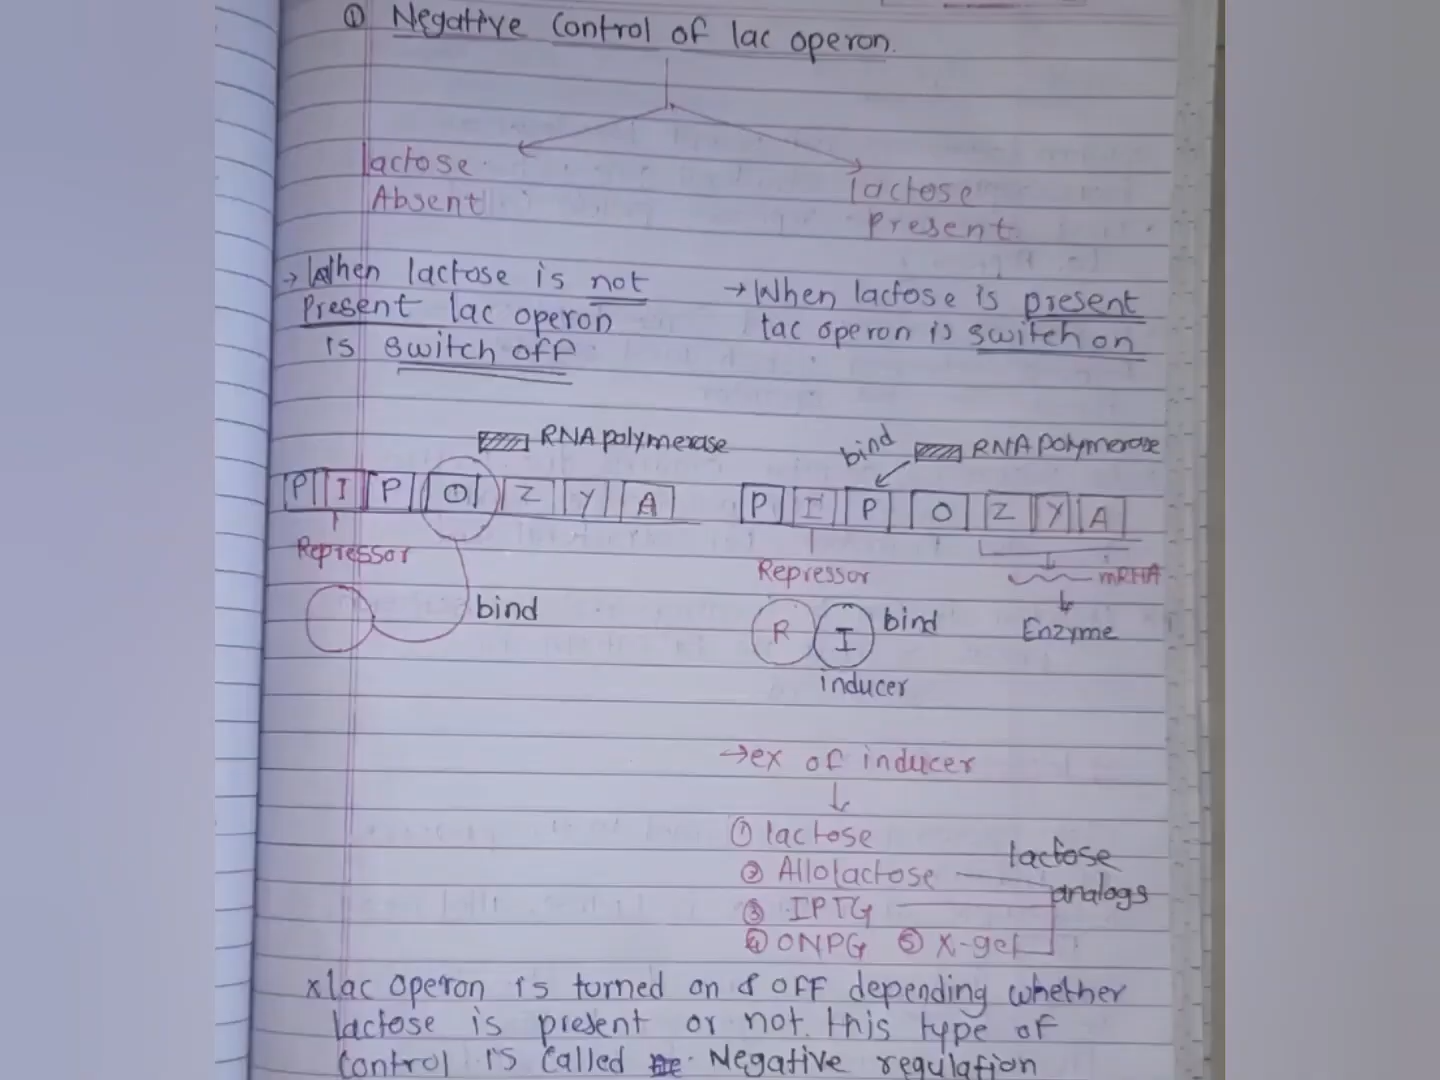 ① Negative control of lac operon.
lactose
Absent
lactose
Present
→ When lactose is not
Present lac operon
is switch off
→ When lactose is present
lac operon is switch on
RNA polymerase
P I P O Z Y A
Repressor
bind
bind
RNA polymerase
P I P O Z Y A
Repressor
mRNA
Enzyme
R I bind
inducer
→ ex of inducer
① lactose
② Allolactose
③ IPTG
④ ONPG ⑤ X-gel
lactose
analogs
x lac operon is turned on & OFF depending whether
lactose is present or not. this type of
control is called Negative regulation